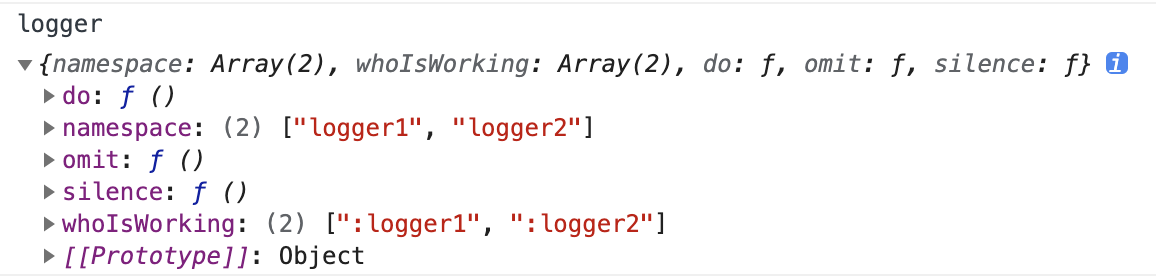 logger
{namespace: Array(2), whoIsWorking: Array(2), do: ƒ, omit: ƒ, silence: ƒ} i
do: ƒ ()
namespace: (2) ["logger1", "logger2"]
omit: ƒ ()
silence: ƒ ()
whoIsWorking: (2) [":logger1", ":logger2"]
[[Prototype]]: Object